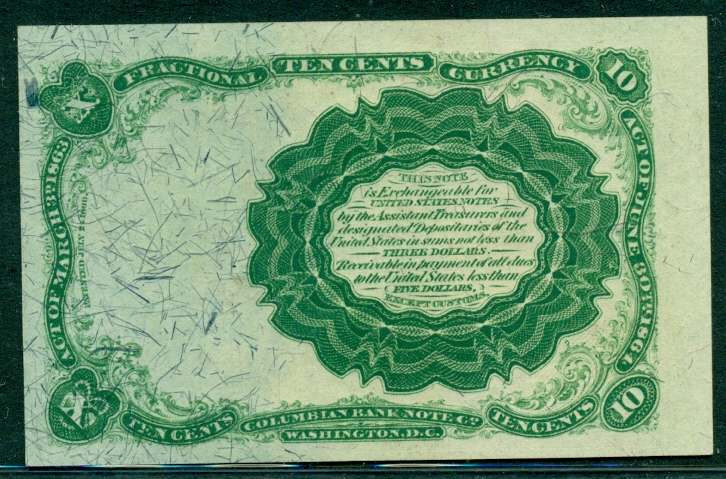 FRACTIONAL TEN CENTS CURRENCY
X
10
ACT OF MARCH 3RD 1863
ACT OF JUNE 30TH 1864
THIS NOTE
is Exchangeable for
UNITED STATES NOTES
by the Assistant Treasurers and
designated Depositaries of the
United States in sums not less than
THREE DOLLARS.
Receivable in payment of all dues
to the United States less than
FIVE DOLLARS,
EXCEPT CUSTOMS.
X
TEN CENTS
COLUMBIAN BANK NOTE CO.
WASHINGTON, D.C.
TEN CENTS
10